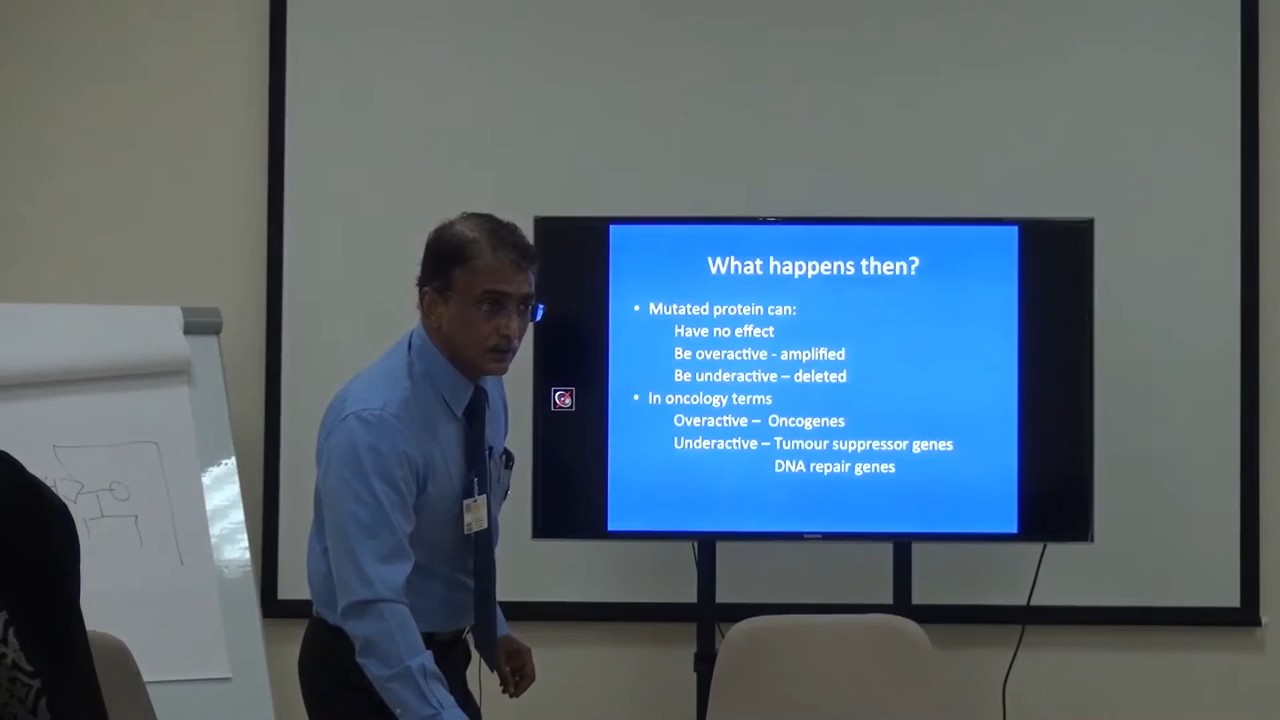 What happens then?
• Mutated protein can:
Have no effect
Be overactive - amplified
Be underactive – deleted
• In oncology terms
Overactive – Oncogenes
Underactive – Tumour suppressor genes
DNA repair genes